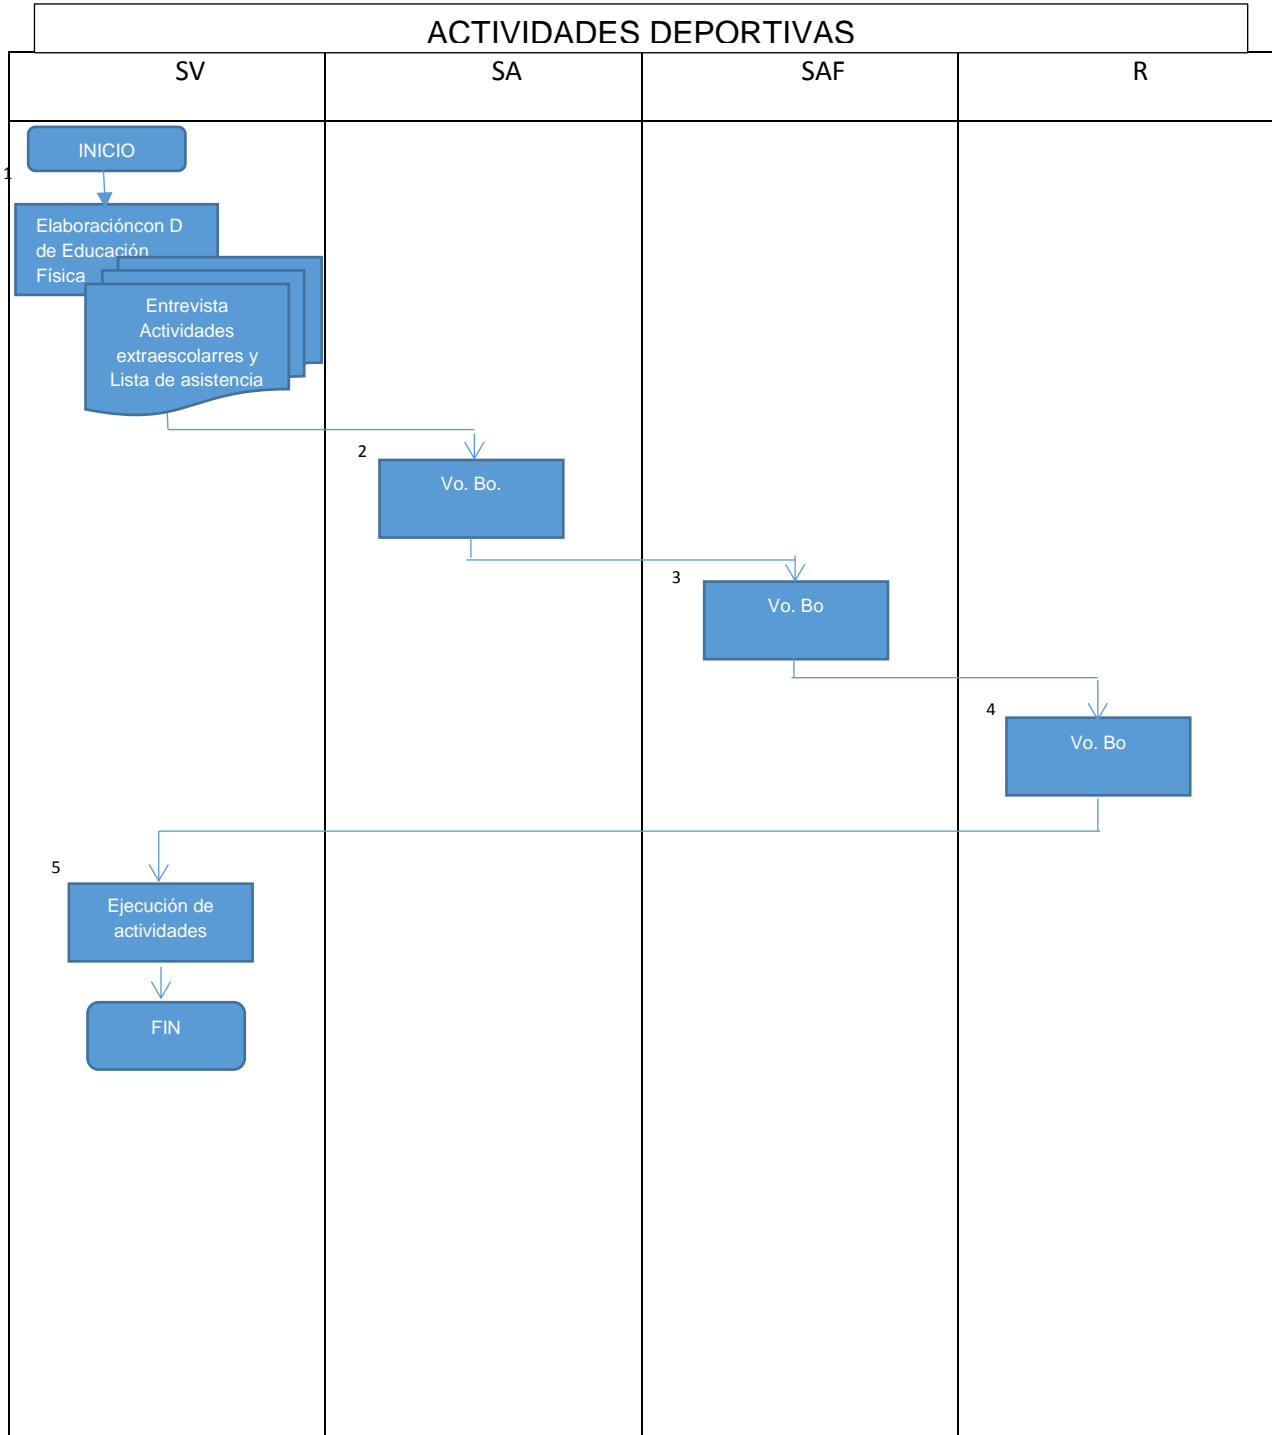 ACTIVIDADES DEPORTIVAS
SV
SA
SAF
R
INICIO
1
Elaboracióncon D
de Educación
Física
Entrevista
Actividades
extraescolarres y
Lista de asistencia
2
Vo. Bo.
3
Vo. Bo
4
Vo. Bo
5
Ejecución de
actividades
FIN